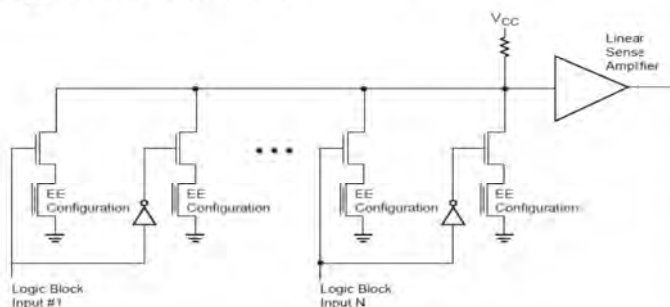 VCC
Linear
Sense
Amplifier
EE
Configuration
EE
Configuration
EE
Configuration
EE
Configuration
Logic Block
Input #1
Logic Block
Input N